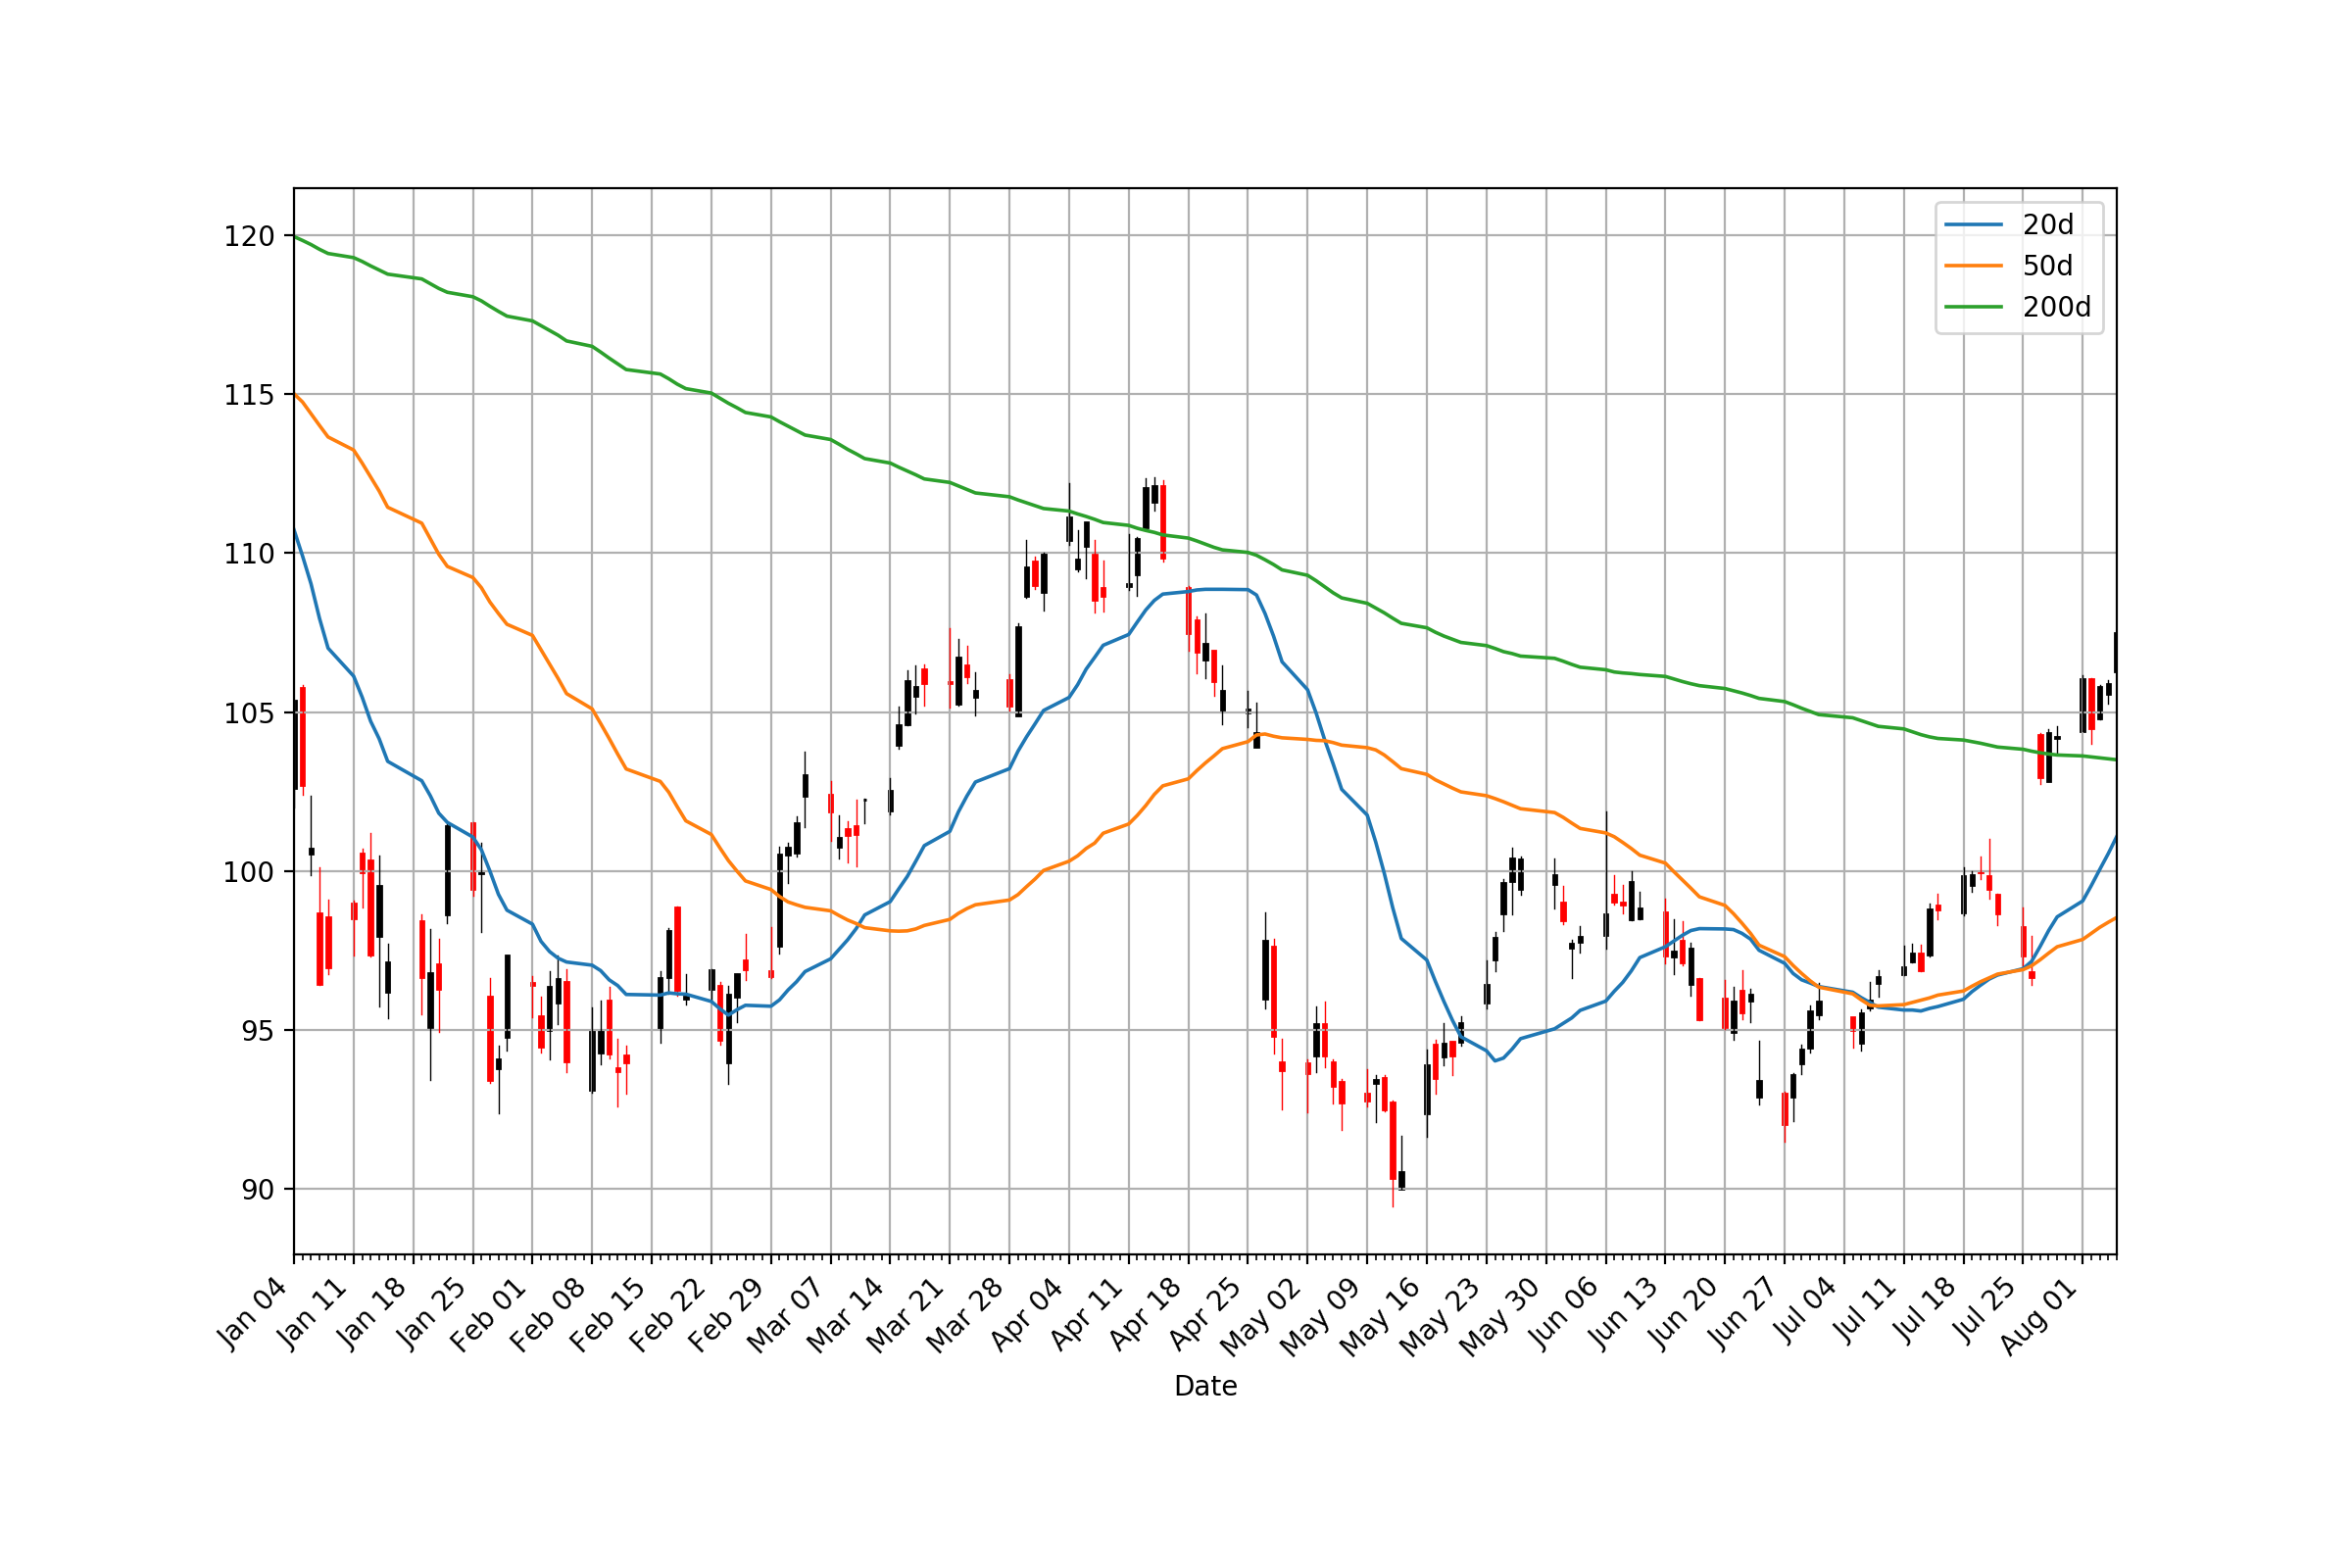 20d
50d
200d
120
115
110
105
100
95
90
Jan 04
Jan 11
Jan 18
Jan 25
Feb 01
Feb 08
Feb 15
Feb 22
Feb 29
Mar 07
Mar 14
Mar 21
Mar 28
Apr 04
Apr 11
Apr 18
Apr 25
May 02
May 09
May 16
May 23
May 30
Jun 06
Jun 13
Jun 20
Jun 27
Jul 04
Jul 11
Jul 18
Jul 25
Aug 01
Date